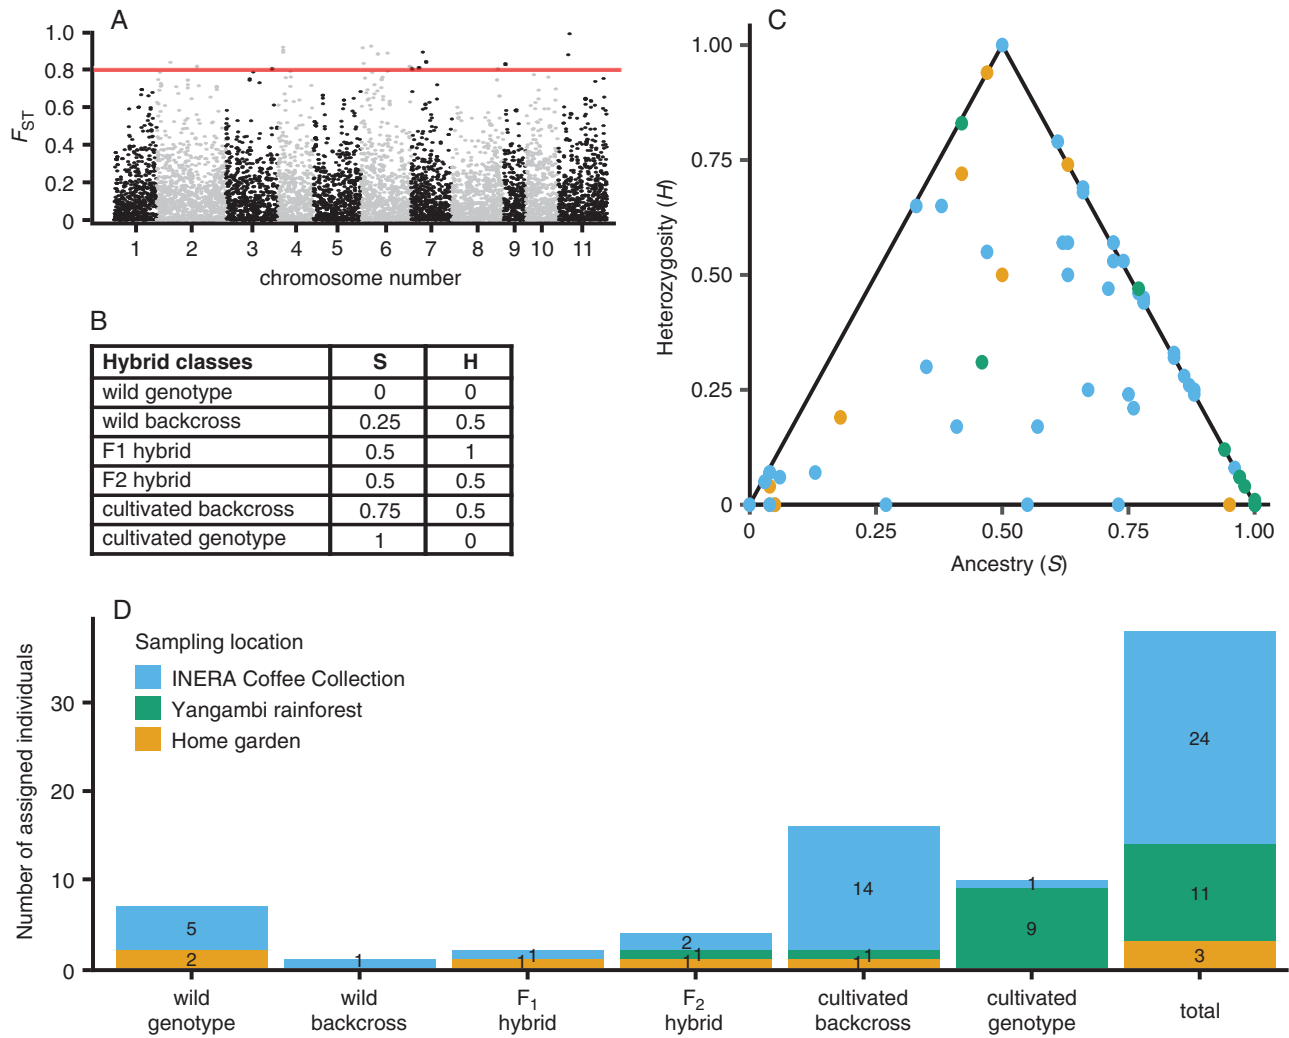 A
1.0
0.8
0.6
0.4
0.2
0
FST
1 2 3 4 5 6 7 8 9 10 11
chromosome number
B
Hybrid classes S H
wild genotype 0 0
wild backcross 0.25 0.5
F1 hybrid 0.5 1
F2 hybrid 0.5 0.5
cultivated backcross 0.75 0.5
cultivated genotype 1 0
C
1.00
0.75
0.50
0.25
0
Heterozygosity (H)
0 0.25 0.50 0.75 1.00
Ancestry (S)
D
Sampling location
INERA Coffee Collection
Yangambi rainforest
Home garden
Number of assigned individuals
30
20
10
0
5
2
1
1
1
2
1
1
14
1
1
1
9
24
11
3
wild
genotype
wild
backcross
F1
hybrid
F2
hybrid
cultivated
backcross
cultivated
genotype
total